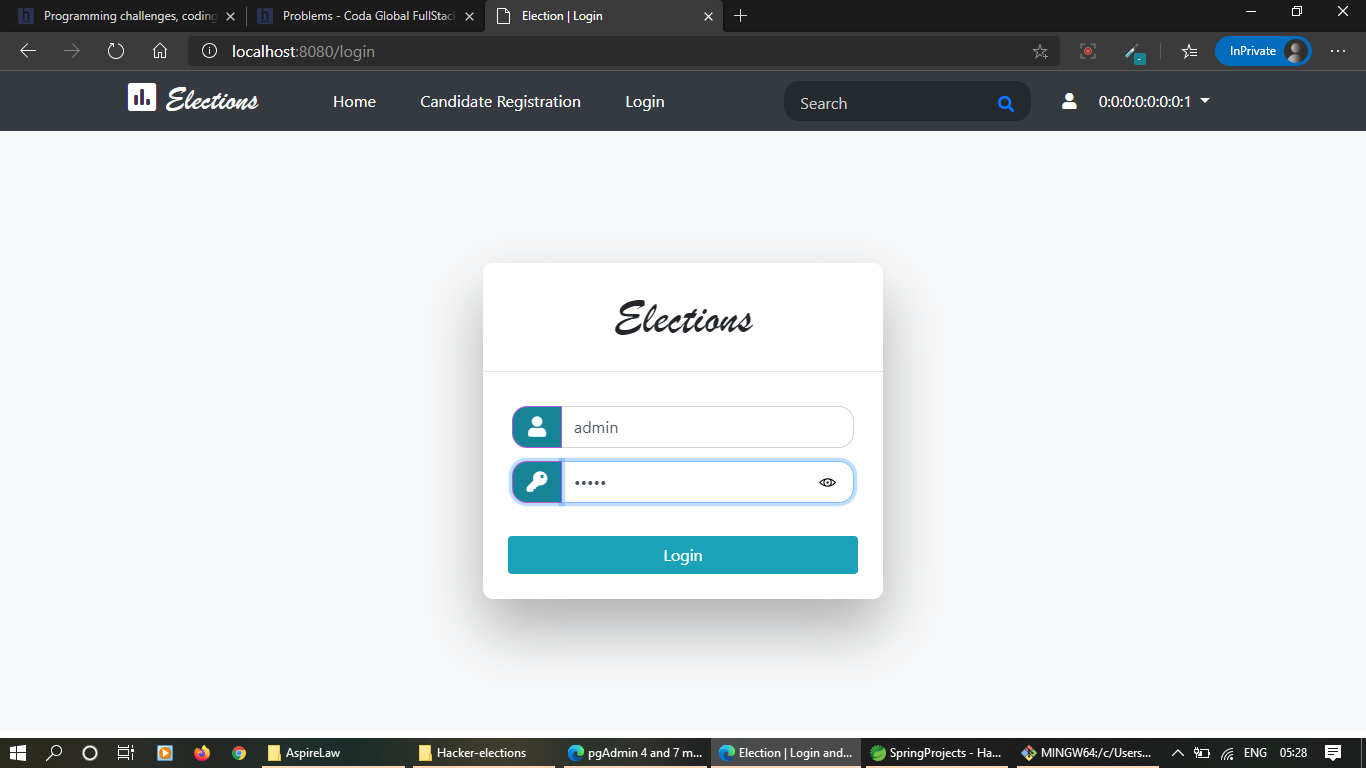 Programming challenges, coding
Problems - Coda Global FullStack
Election | Login
localhost:8080/login
InPrivate
Elections
Home
Candidate Registration
Login
Search
0:0:0:0:0:0:0:1
Elections
admin
•••••
Login
AspireLaw
Hacker-elections
pgAdmin 4 and 7 m...
Election | Login and...
SpringProjects - Ha...
MINGW64:/c/Users...
ENG
05:28